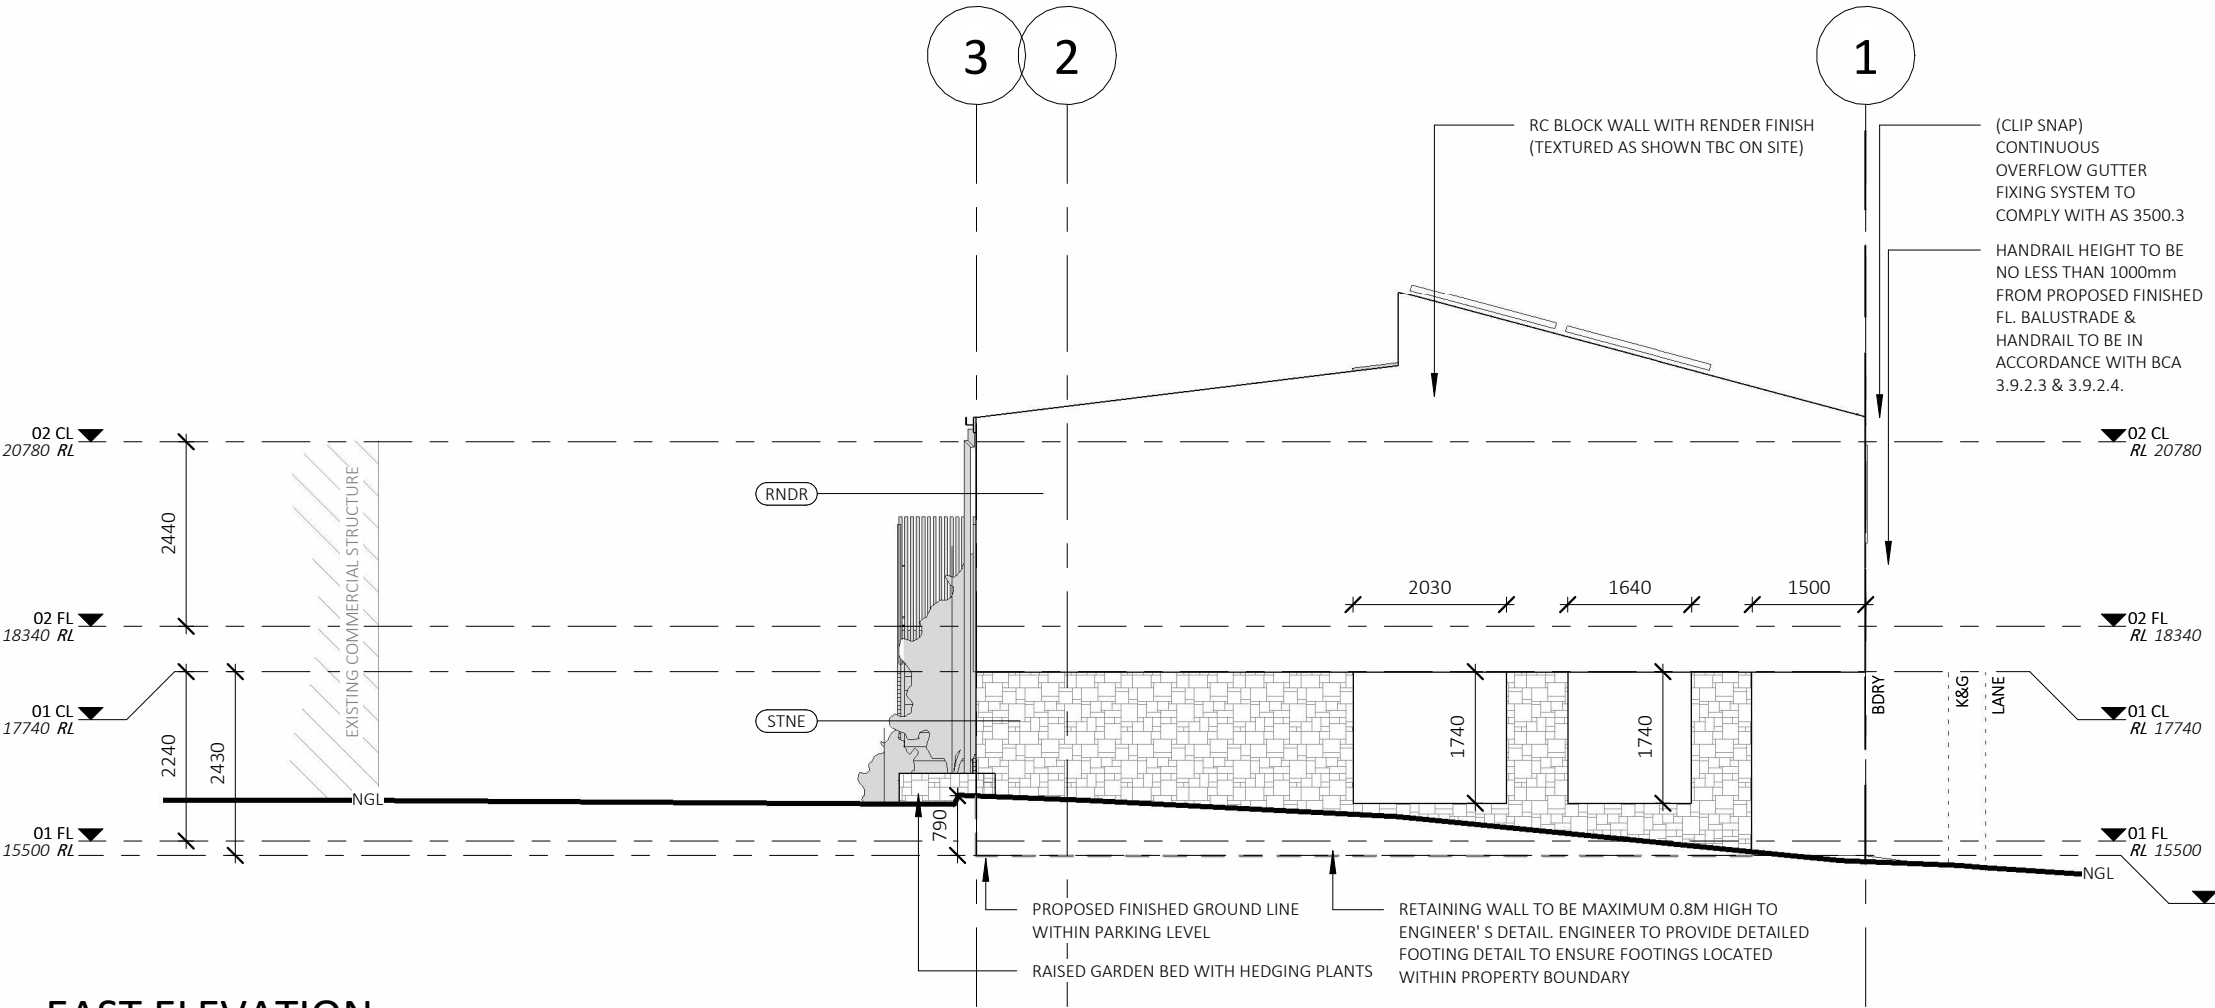 3
2
1
RC BLOCK WALL WITH RENDER FINISH
(TEXTURED AS SHOWN TBC ON SITE)
(CLIP SNAP)
CONTINUOUS
OVERFLOW GUTTER
FIXING SYSTEM TO
COMPLY WITH AS 3500.3
HANDRAIL HEIGHT TO BE
NO LESS THAN 1000mm
FROM PROPOSED FINISHED
FL. BALUSTRADE &
HANDRAIL TO BE IN
ACCORDANCE WITH BCA
3.9.2.3 & 3.9.2.4.
02 CL
20780 RL
02 CL
RL 20780
2440
EXISTING COMMERCIAL STRUCTURE
RNDR
2030
1640
1500
02 FL
18340 RL
02 FL
RL 18340
01 CL
17740 RL
2240
2430
STNE
1740
1740
BDRY
K&G
LANE
01 CL
RL 17740
NGL
790
01 FL
15500 RL
01 FL
RL 15500
NGL
PROPOSED FINISHED GROUND LINE
WITHIN PARKING LEVEL
RAISED GARDEN BED WITH HEDGING PLANTS
RETAINING WALL TO BE MAXIMUM 0.8M HIGH TO
ENGINEER' S DETAIL. ENGINEER TO PROVIDE DETAILED
FOOTING DETAIL TO ENSURE FOOTINGS LOCATED
WITHIN PROPERTY BOUNDARY
EAST ELEVATION